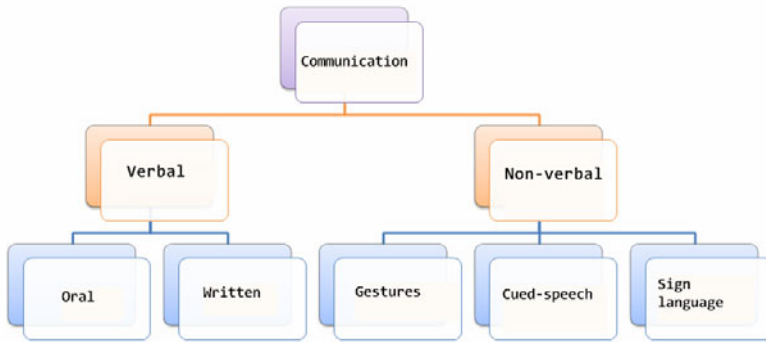 Communication
Verbal
Non-verbal
Oral
Written
Gestures
Cued-speech
Sign
language